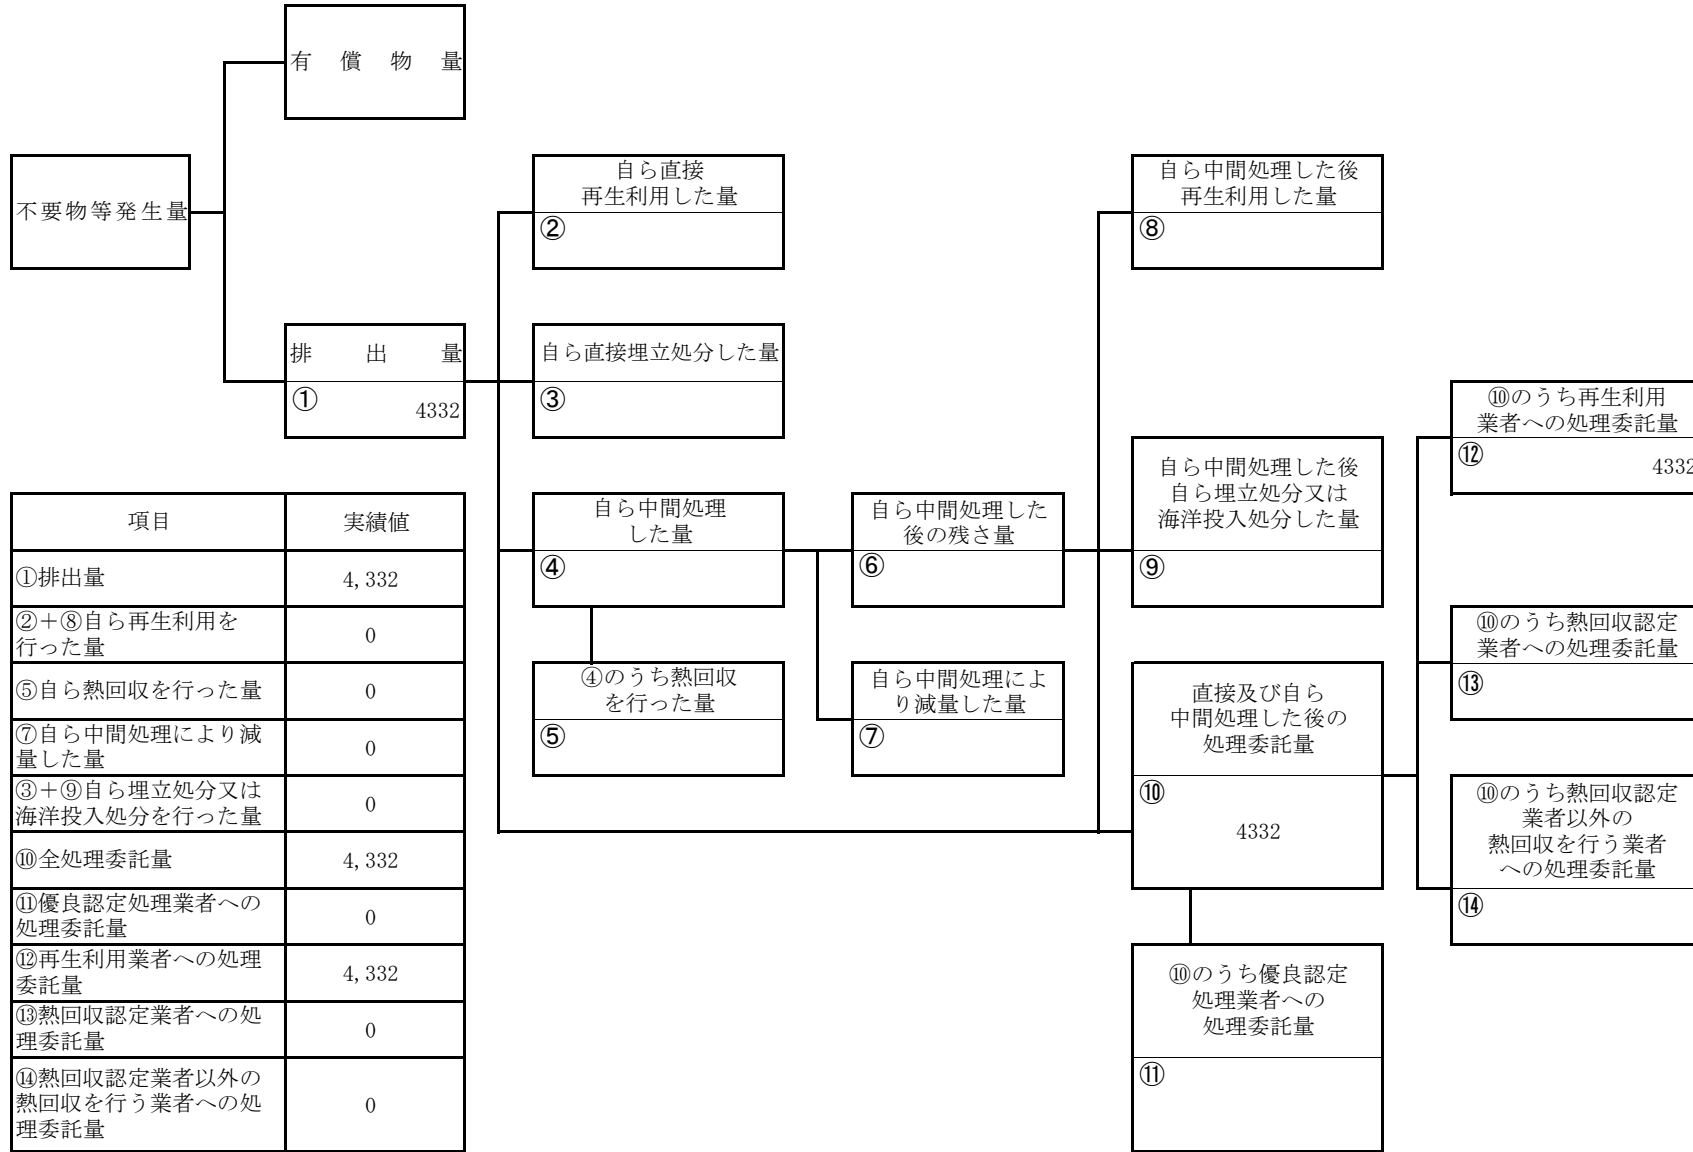 有償物量
不要物等発生量
自ら直接
再生利用した量
②
自ら中間処理した後
再生利用した量
⑧
排出量
①
4332
自ら直接埋立処分した量
③
⑩のうち再生利用
業者への処理委託量
⑫
4332
自ら中間処理
した量
④
自ら中間処理した
後の残さ量
⑥
自ら中間処理した後
自ら埋立処分又は
海洋投入処分した量
⑨
⑩のうち熱回収認定
業者への処理委託量
⑬
④のうち熱回収
を行った量
⑤
自ら中間処理によ
り減量した量
⑦
直接及び自ら
中間処理した後の
処理委託量
⑩
4332
⑩のうち熱回収認定
業者以外の
熱回収を行う業者
への処理委託量
⑭
⑩のうち優良認定
処理業者への
処理委託量
⑪
項目 実績値
①排出量 4,332
②+⑧自ら再生利用を
行った量 0
⑤自ら熱回収を行った量 0
⑦自ら中間処理により減
量した量 0
③+⑨自ら埋立処分又は
海洋投入処分を行った量 0
⑩全処理委託量 4,332
⑪優良認定処理業者への
処理委託量 0
⑫再生利用業者への処理
委託量 4,332
⑬熱回収認定業者への処
理委託量 0
⑭熱回収認定業者以外の
熱回収を行う業者への処
理委託量 0